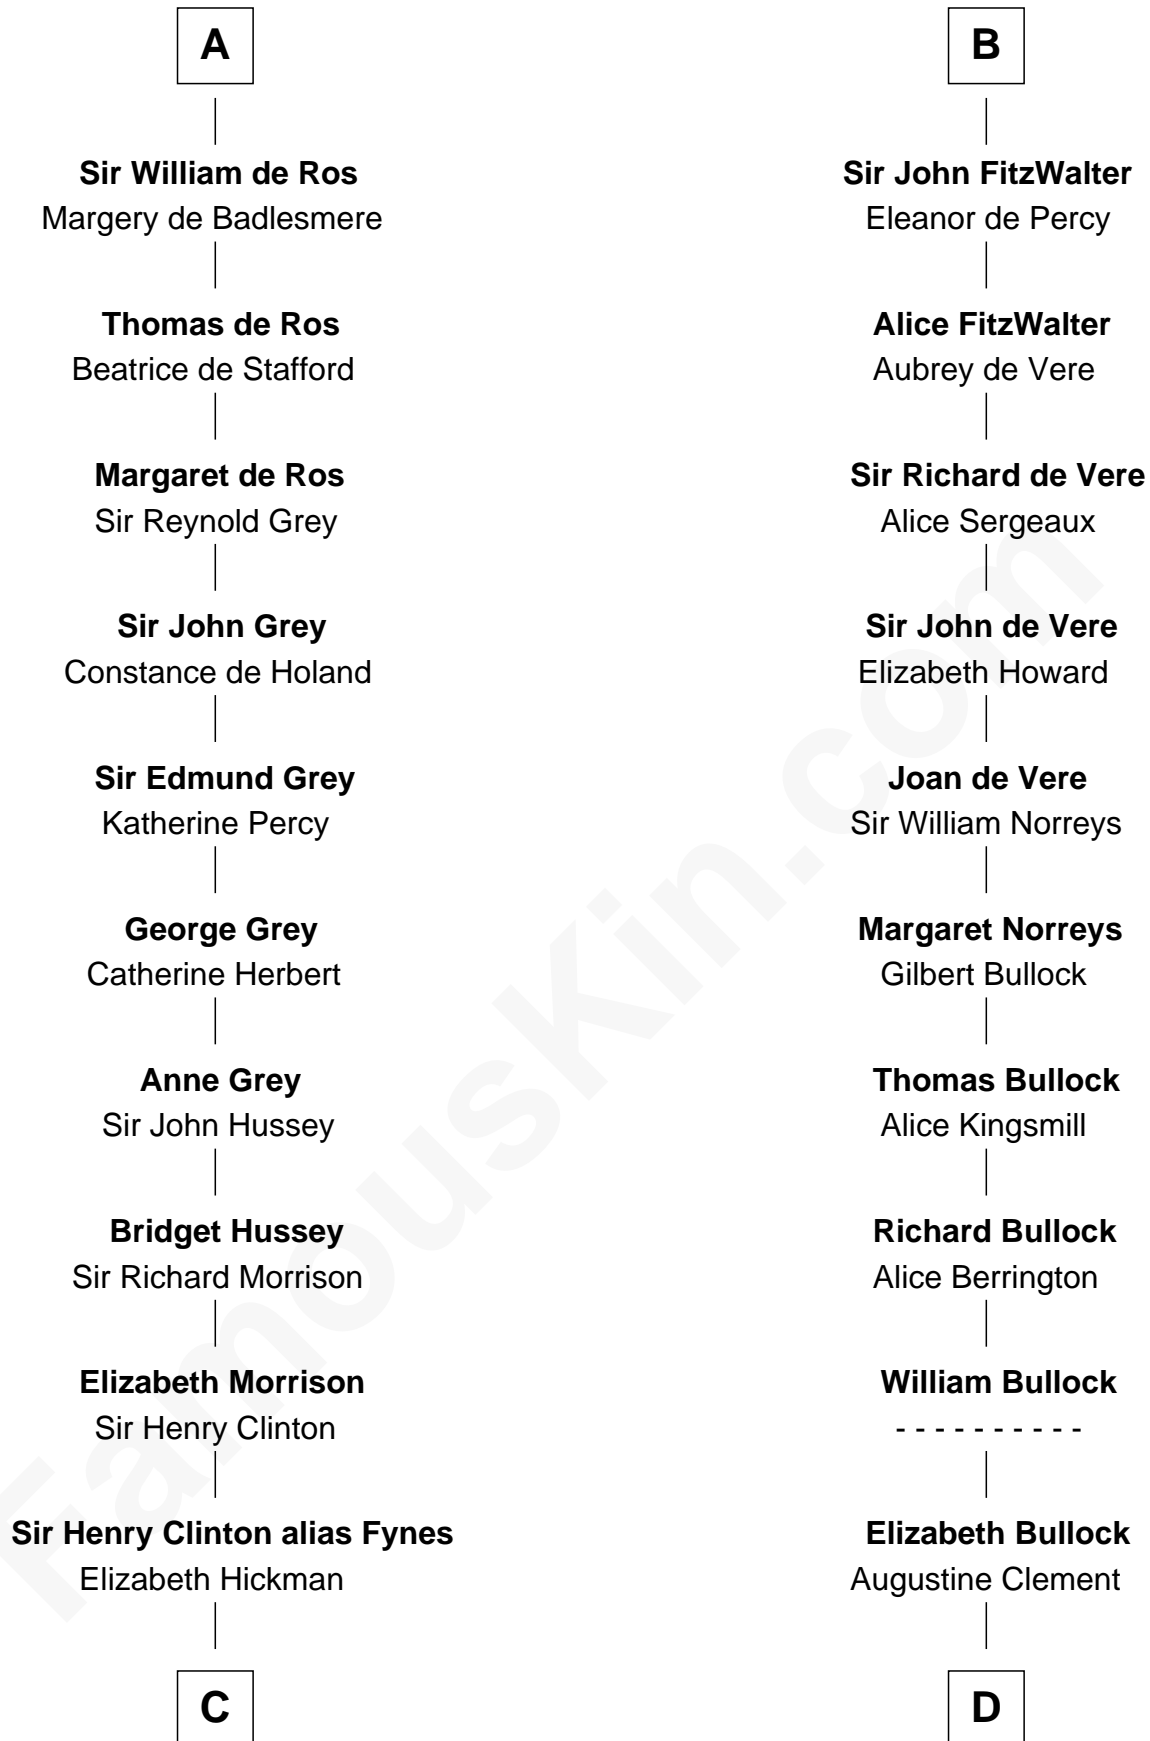 A
Sir William de Ros
Margery de Badlesmere
Thomas de Ros
Beatrice de Stafford
Margaret de Ros
Sir Reynold Grey
Sir John Grey
Constance de Holand
Sir Edmund Grey
Katherine Percy
George Grey
Catherine Herbert
Anne Grey
Sir John Hussey
Bridget Hussey
Sir Richard Morrison
Elizabeth Morrison
Sir Henry Clinton
Sir Henry Clinton alias Fynes
Elizabeth Hickman
C
B
Sir John FitzWalter
Eleanor de Percy
Alice FitzWalter
Aubrey de Vere
Sir Richard de Vere
Alice Sergeaux
Sir John de Vere
Elizabeth Howard
Joan de Vere
Sir William Norreys
Margaret Norreys
Gilbert Bullock
Thomas Bullock
Alice Kingsmill
Richard Bullock
Alice Berrington
William Bullock
- - - - - - - - - -
Elizabeth Bullock
Augustine Clement
D
FamousKin.com